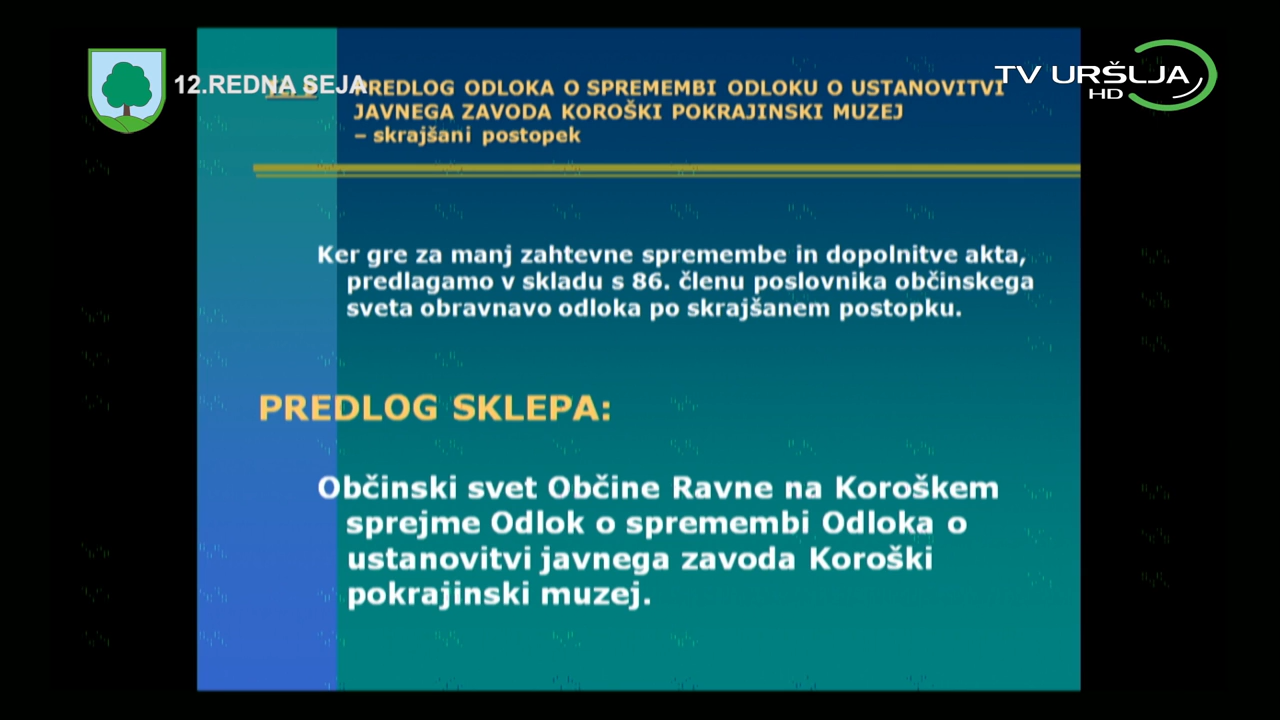 12.REDNA SEJA
TV URŠLJA
HD
PREDLOG ODLOKA O SPREMEMBI ODLOKU O USTANOVITVI
JAVNEGA ZAVODA KOROŠKI POKRAJINSKI MUZEJ
– skrajšani postopek
Ker gre za manj zahtevne spremembe in dopolnitve akta,
predlagamo v skladu s 86. členu poslovnika občinskega
sveta obravnavo odloka po skrajšanem postopku.
PREDLOG SKLEPA:
Občinski svet Občine Ravne na Koroškem
sprejme Odlok o spremembi Odloka o
ustanovitvi javnega zavoda Koroški
pokrajinski muzej.